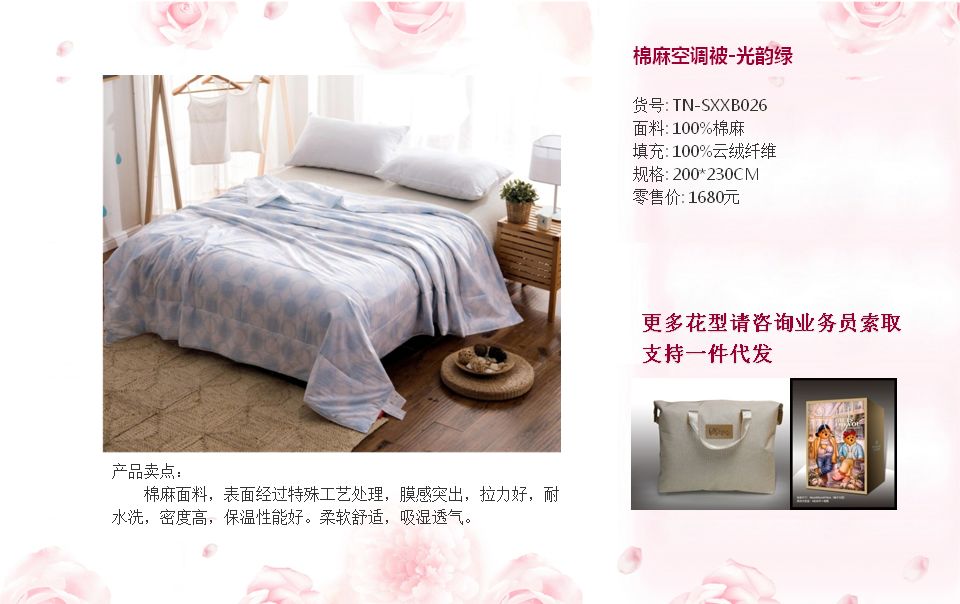 棉麻空调被-光韵绿
货号: TN-SXXB026
面料: 100%棉麻
填充: 100%云绒纤维
规格: 200*230CM
零售价: 1680元
更多花型请咨询业务员索取
支持一件代发
产品卖点：
棉麻面料，表面经过特殊工艺处理，膜感突出，拉力好，耐
水洗，密度高，保温性能好。柔软舒适，吸湿透气。